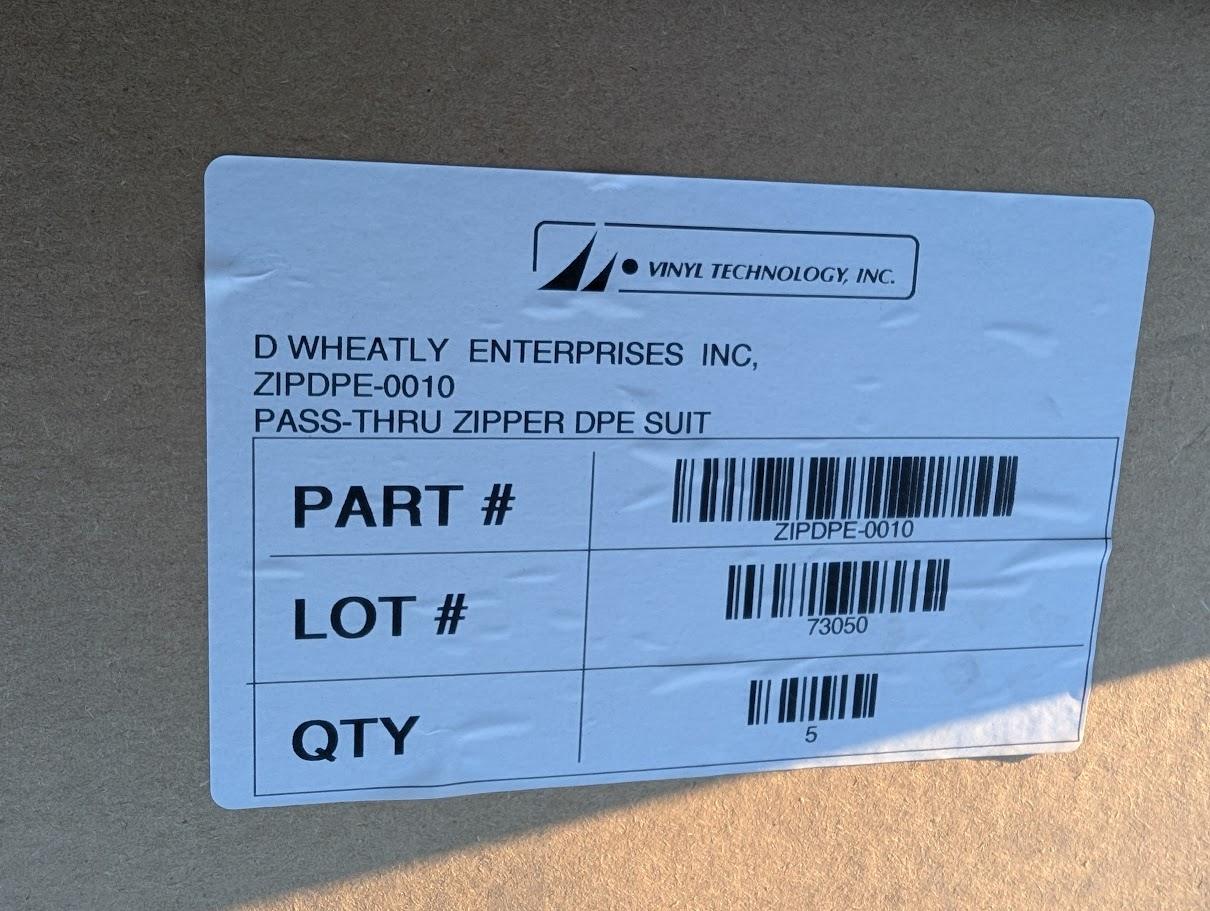 VINYL TECHNOLOGY, INC.
D WHEATLY ENTERPRISES INC,
ZIPDPE-0010
PASS-THRU ZIPPER DPE SUIT
PART #
ZIPDPE-0010
LOT #
73050
QTY
5